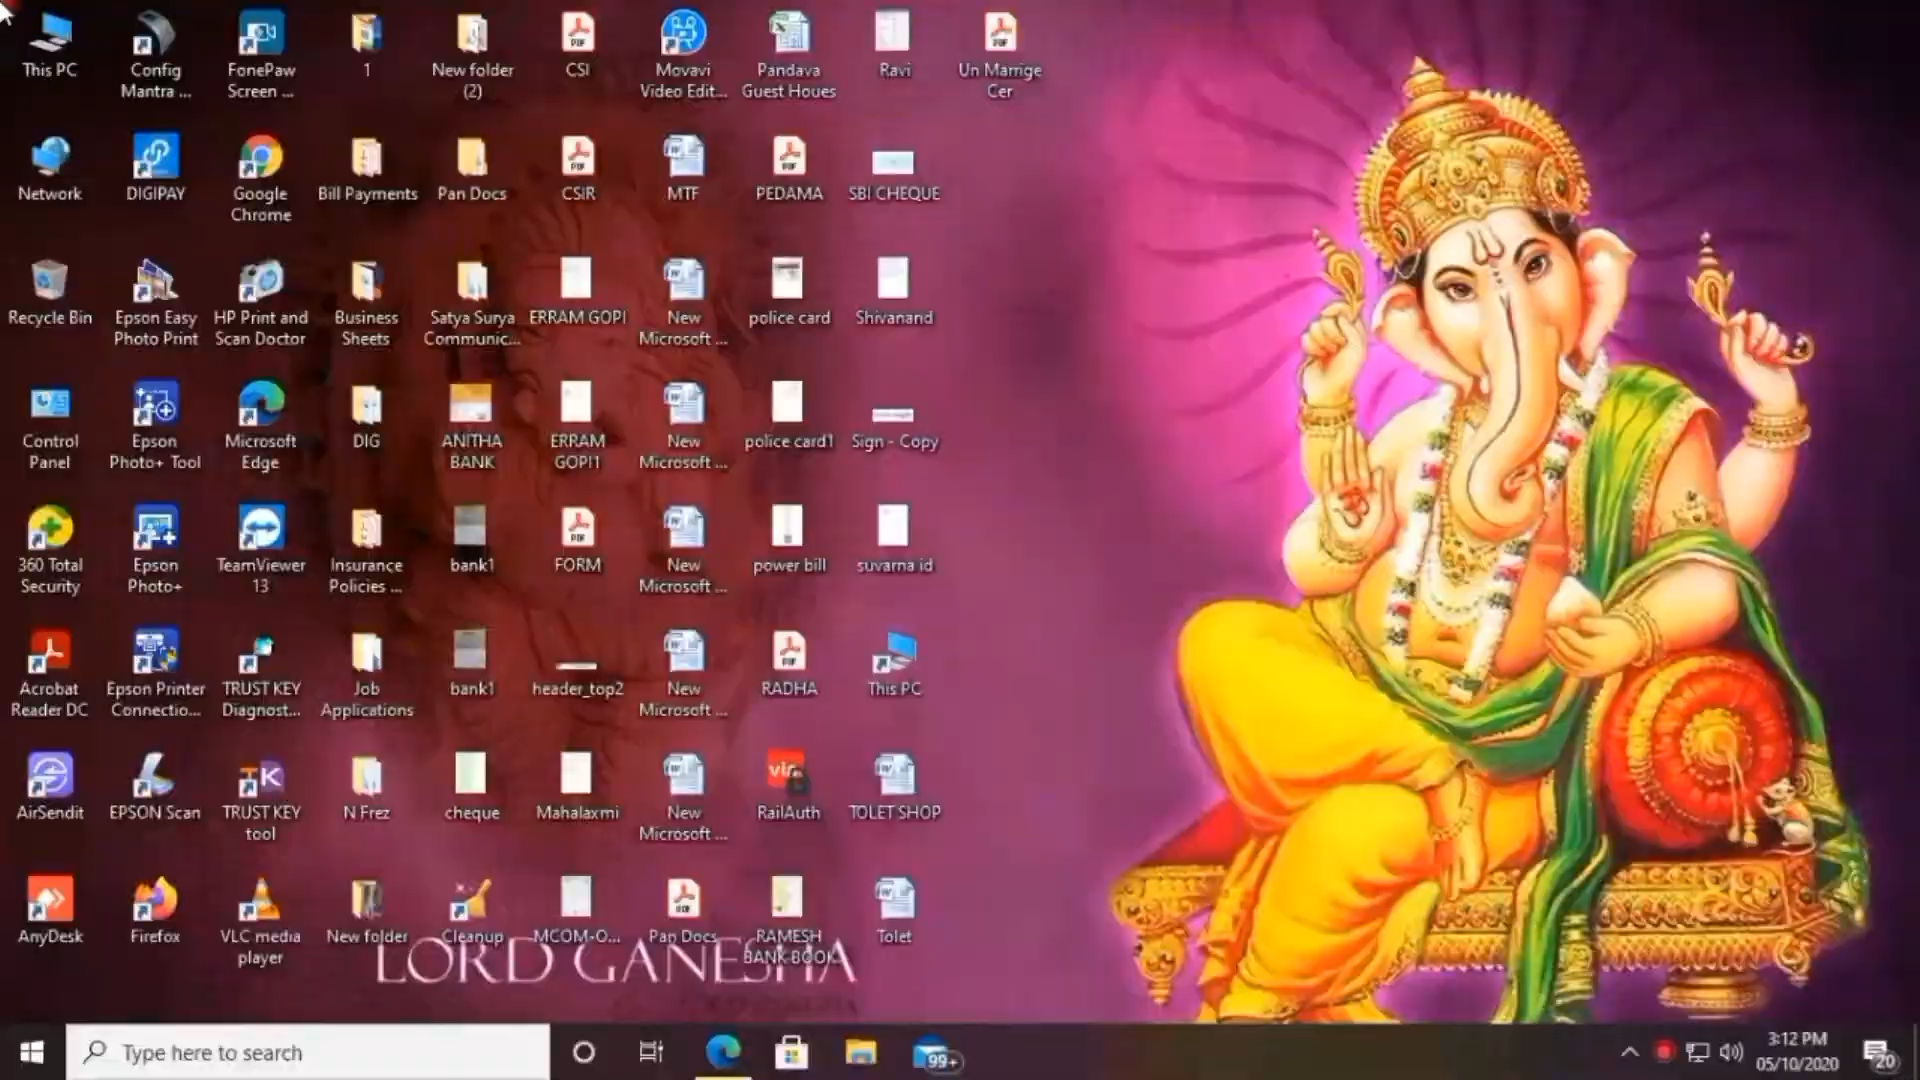 This PC
Config
Mantra ...
FonePaw
Screen ...
1
New folder
(2)
CSI
Movavi
Video Edit...
Pandava
Guest Houes
Ravi
Un Marrige
Cer
Network
DIGIPAY
Google
Chrome
Bill Payments
Pan Docs
CSIR
MTF
PEDAMA
SBI CHEQUE
Recycle Bin
Epson Easy
Photo Print
HP Print and
Scan Doctor
Business
Sheets
Satya Surya
Communic...
ERRAM GOPI
New
Microsoft ...
police card
Shivanand
Control
Panel
Epson
Photo+ Tool
Microsoft
Edge
DIG
ANITHA
BANK
ERRAM
GOPI1
New
Microsoft ...
police card1
Sign - Copy
360 Total
Security
Epson
Photo+
TeamViewer
13
Insurance
Policies ...
bank1
FORM
New
Microsoft ...
power bill
suvarna id
Acrobat
Reader DC
Epson Printer
Connectio...
TRUST KEY
Diagnost...
Job
Applications
bank1
header_top2
New
Microsoft ...
RADHA
This PC
AirSendit
EPSON Scan
TRUST KEY
tool
N Frez
cheque
Mahalaxmi
New
Microsoft ...
RailAuth
TOLET SHOP
AnyDesk
Firefox
VLC media
player
New folder
Cleanup
MCOM-O...
Pan Docs
RAMESH
BANK BOOK
Tolet
LORD GANESHA
Type here to search
99+
3:12 PM
05/10/2020
20